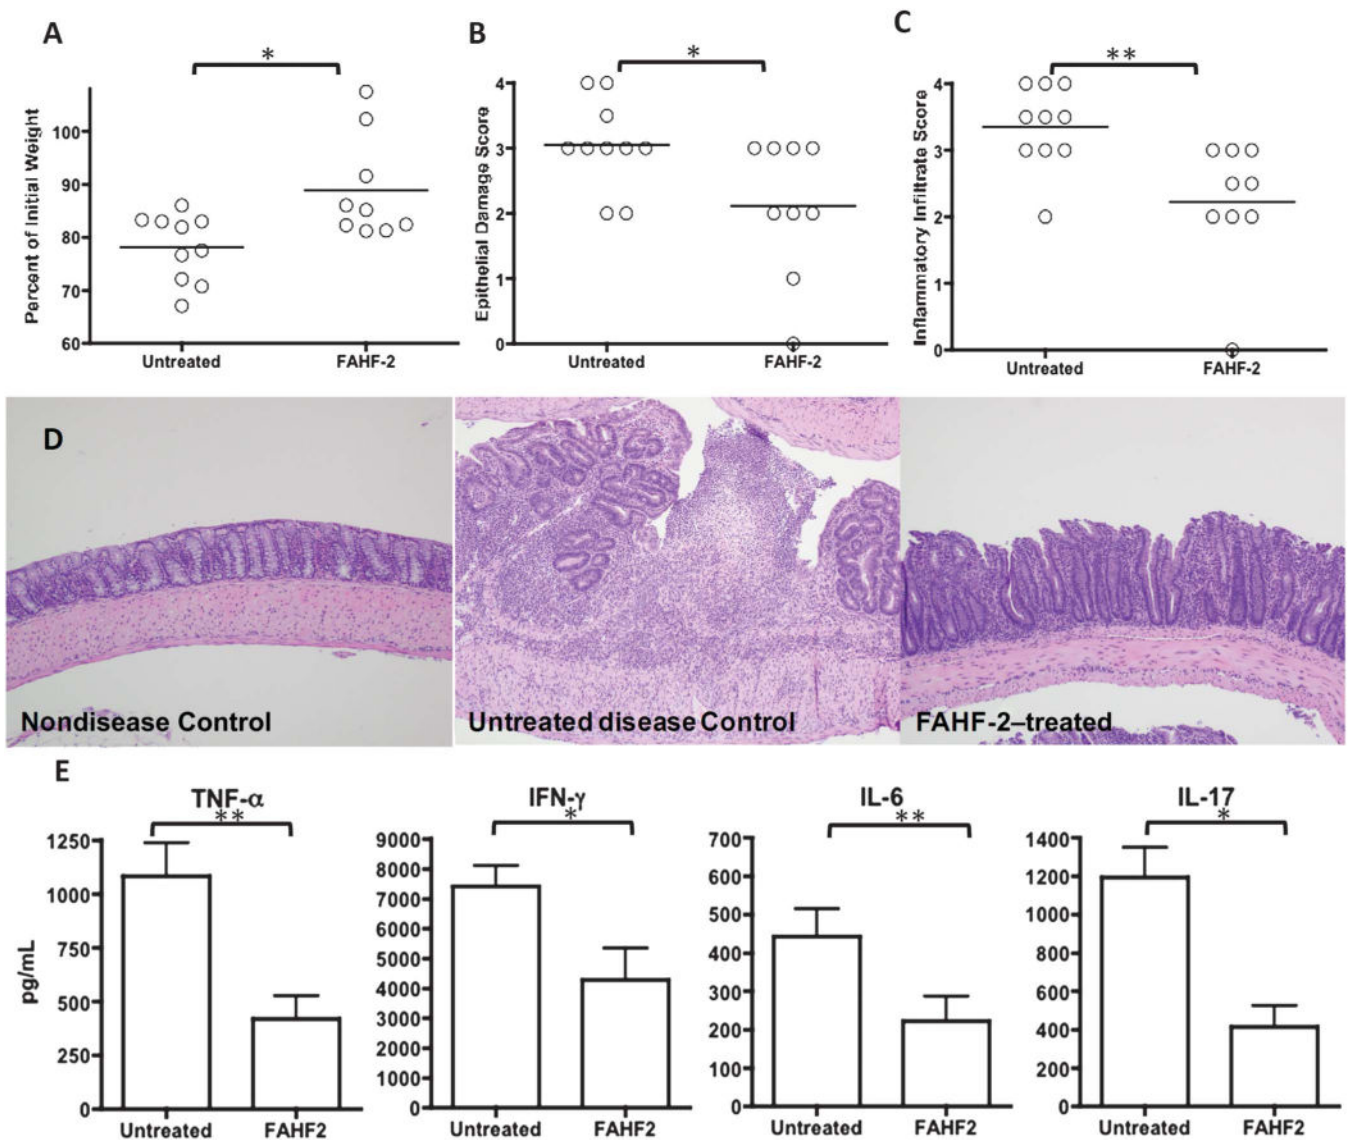 A
*
Percent of Initial Weight
100
90
80
70
60
Untreated
FAHF-2
B
*
Epithelial Damage Score
4
3
2
1
0
Untreated
FAHF-2
C
**
Inflammatory Infiltrate Score
4
3
2
1
0
Untreated
FAHF-2
D
Nondisease Control
Untreated disease Control
FAHF-2–treated
E
TNF-α
**
pg/mL
1250
1000
750
500
250
0
Untreated
FAHF2
IFN-γ
*
9000
8000
7000
6000
5000
4000
3000
2000
1000
0
Untreated
FAHF2
IL-6
**
700
600
500
400
300
200
100
0
Untreated
FAHF2
IL-17
*
1400
1200
1000
800
600
400
200
0
Untreated
FAHF2